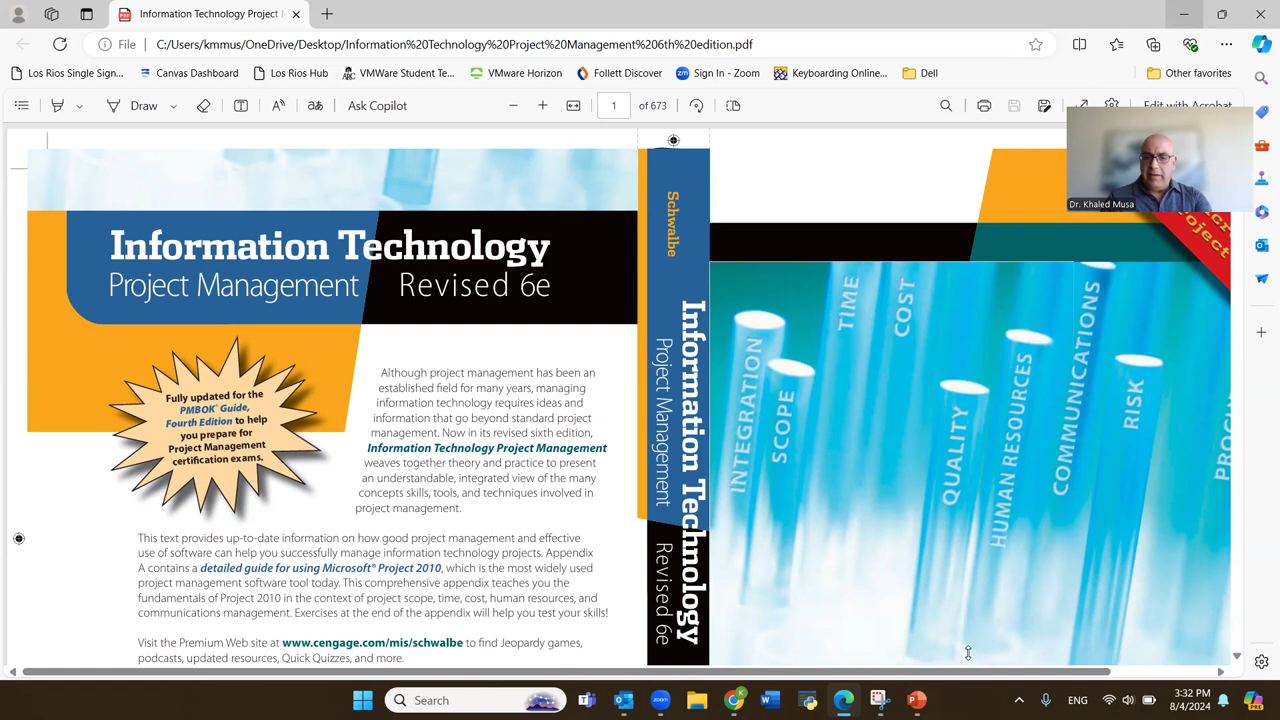 Information Technology Project M
File
C:/Users/kmmus/OneDrive/Desktop/Information%20Technology%20Project%20Management%206th%20edition.pdf
Los Rios Single Sign...
Canvas Dashboard
Los Rios Hub
VMWare Student Te...
VMware Horizon
Follett Discover
Sign In - Zoom
Keyboarding Online...
Dell
Other favorites
Draw
Ask Copilot
1
of 673
Edit with Acrobat
Dr. Khaled Musa
Information Technology
Project Management Revised 6e
Fully updated for the
PMBOK® Guide,
Fourth Edition to help
you prepare for
Project Management
certification exams.
Although project management has been an
established field for many years, managing
information technology requires ideas and
information that go beyond standard project
management. Now in its revised sixth edition,
Information Technology Project Management
weaves together theory and practice to present
an understandable, integrated view of the many
concepts skills, tools, and techniques involved in
project management.
This text provides up-to-date information on how good project management and effective
use of software can help you successfully manage information technology projects. Appendix
A contains a detailed guide for using Microsoft® Project 2010, which is the most widely used
project management software tool today. This comprehensive appendix teaches you the
fundamentals of Project 2010 in the context of project scope, time, cost, human resources, and
communications management. Exercises at the end of the appendix will help you test your skills!
Visit the Premium Web site at www.cengage.com/mis/schwalbe to find Jeopardy games,
podcasts, updated resources, Quick Quizzes, and more.
Schwalbe
Information Technology
Project Management
Revised 6e
INTEGRATION
SCOPE
TIME
COST
QUALITY
HUMAN RESOURCES
COMMUNICATIONS
RISK
Search
ENG
3:32 PM
8/4/2024